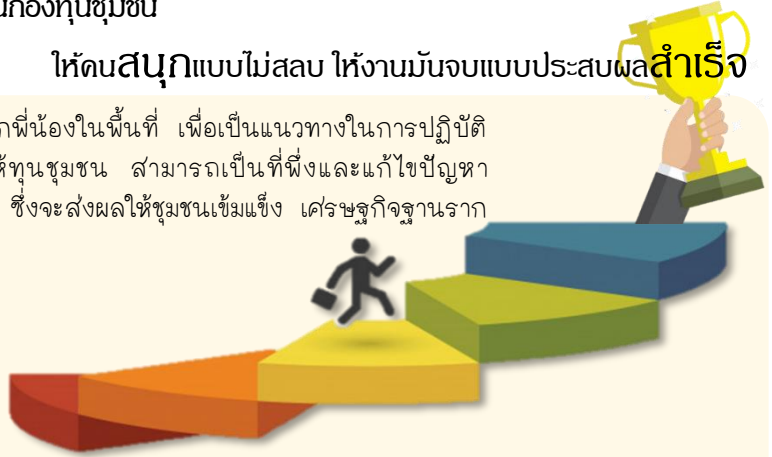 นกองทุนชุมชน
ให้คนสนุกแบบไม่สลบ ให้งานมันจบแบบประสบผลสำเร็จ
กพี่น้องในพื้นที่ เพื่อเป็นแนวทางในการปฏิบัติ
ห้ทุนชุมชน สามารถเป็นที่พึ่งและแก้ไขปัญหา
ซึ่งจะส่งผลให้ชุมชนเข้มแข็ง เศรษฐกิจฐานราก